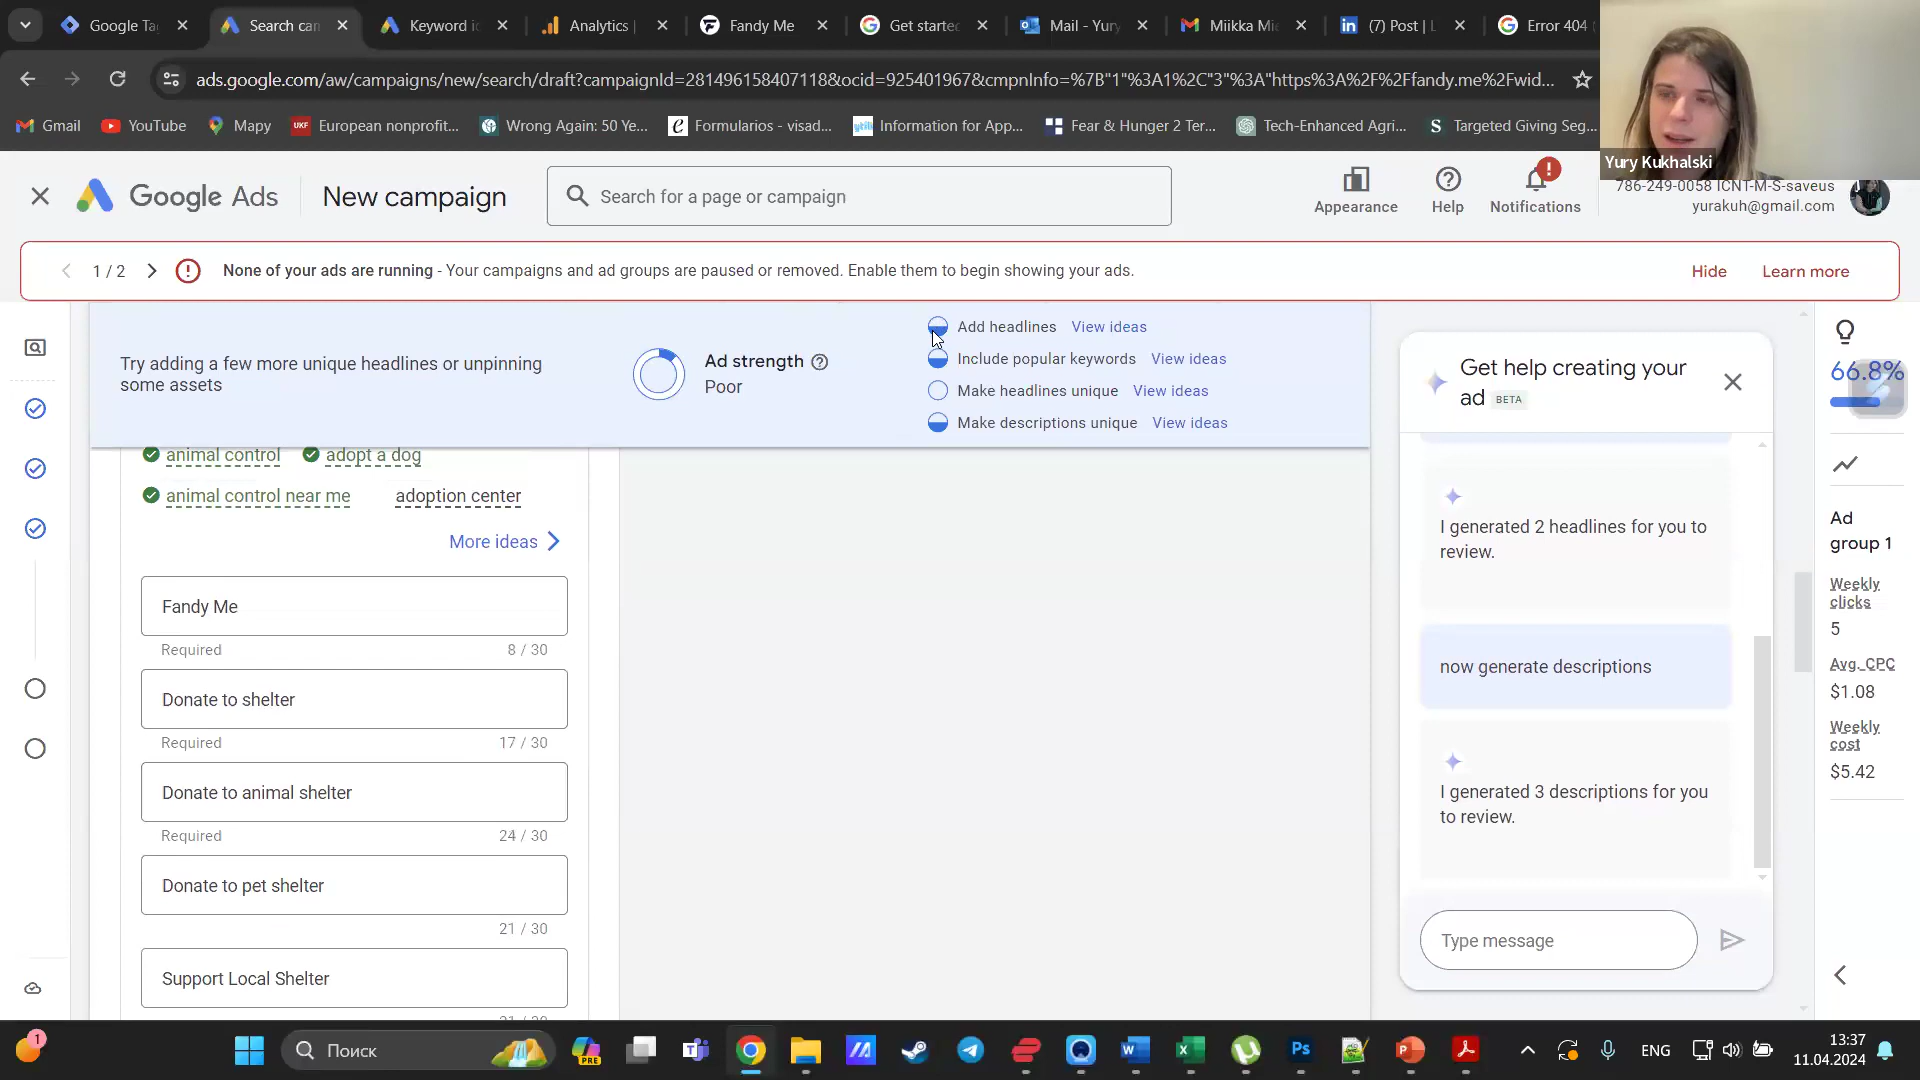 Google Ta
Search can
Keyword i
Analytics |
Fandy Me
Get starte
Mail - Yury
Miikka Mi
(7) Post | L
Error 404
ads.google.com/aw/campaigns/new/search/draft?campaignId=281496158407118&ocid=925401967&cmpnInfo=%7B"1"%3A1%2C"3"%3A"https%3A%2F%2Ffandy.me%2Fwid...
Gmail
YouTube
Mapy
UKF
European nonprofit...
Wrong Again: 50 Ye...
Formularios - visad...
Information for App...
Fear & Hunger 2 Ter...
Tech-Enhanced Agri...
Targeted Giving Seg...
Yury Kukhalski
Google Ads
New campaign
Search for a page or campaign
Appearance
Help
Notifications
786-249-0058 ICNT-M-S-saveus
yurakuh@gmail.com
1 / 2
None of your ads are running - Your campaigns and ad groups are paused or removed. Enable them to begin showing your ads.
Hide
Learn more
Try adding a few more unique headlines or unpinning
some assets
Ad strength
Poor
Add headlines View ideas
Include popular keywords View ideas
Make headlines unique View ideas
Make descriptions unique View ideas
animal control
adopt a dog
animal control near me
adoption center
More ideas
Fandy Me
Required 8 / 30
Donate to shelter
Required 17 / 30
Donate to animal shelter
Required 24 / 30
Donate to pet shelter
21 / 30
Support Local Shelter
21 / 30
Get help creating your
ad BETA
I generated 2 headlines for you to
review.
now generate descriptions
I generated 3 descriptions for you
to review.
Type message
66.8%
Ad
group 1
Weekly
clicks
5
Avg. CPC
$1.08
Weekly
cost
$5.42
1
Поиск
PRE
ENG
13:37
11.04.2024